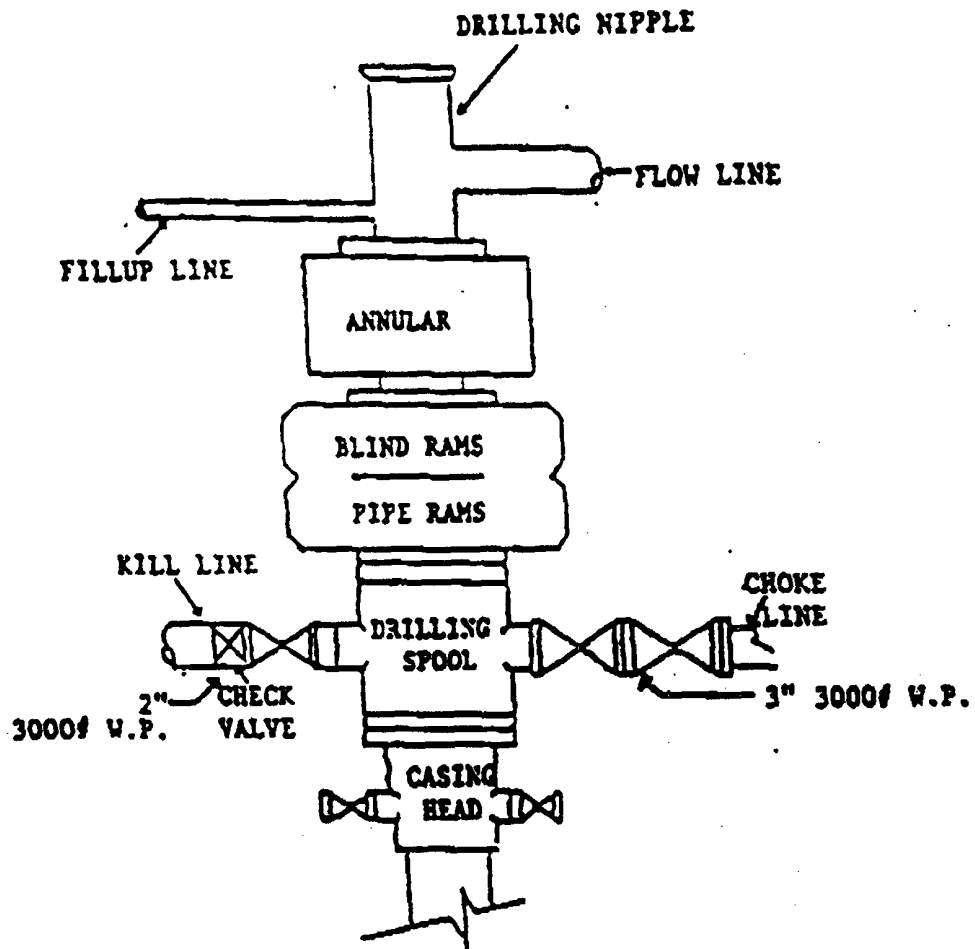 DRILLING NIPPLE
FLOW LINE
FILLUP LINE
ANNULAR
BLIND RAMS
PIPE RAMS
KILL LINE
CHOKE
LINE
DRILLING
SPOOL
2"
3000# W.P.
CHECK
VALVE
3" 3000# W.P.
CASING
HEAD